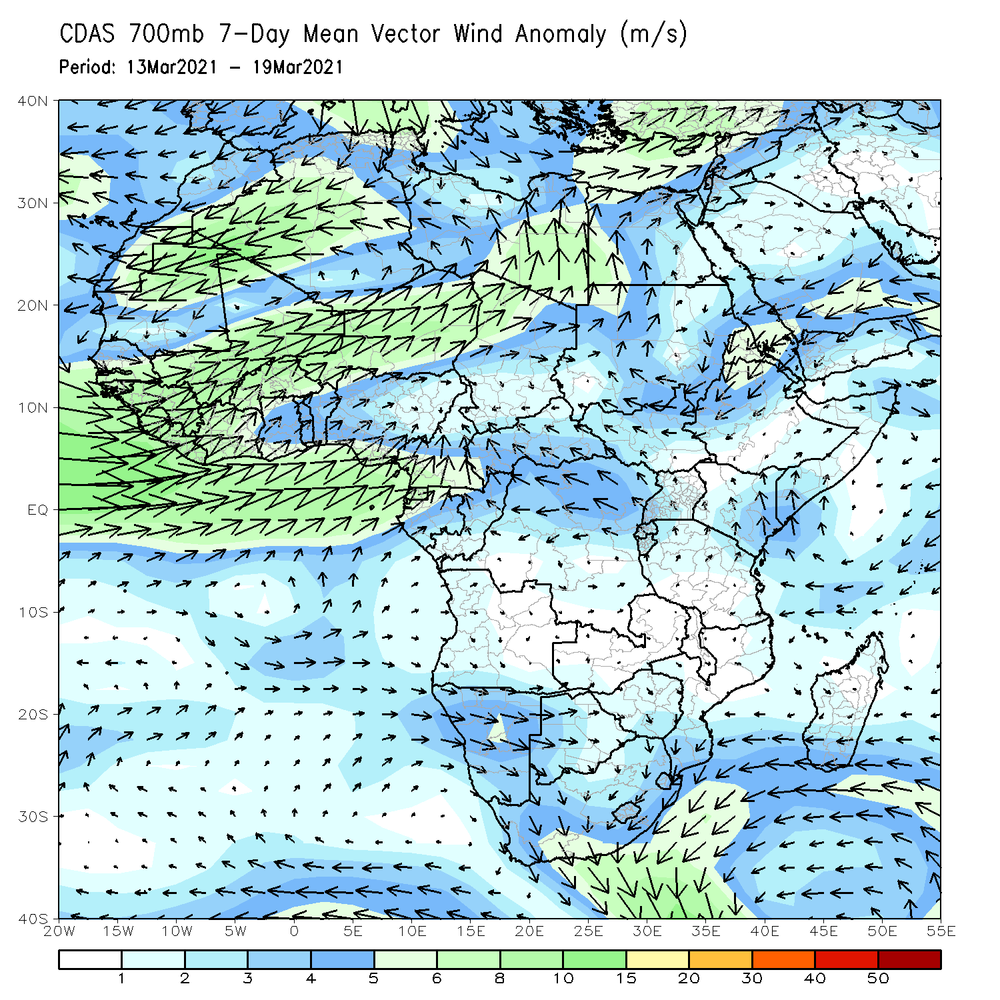 CDAS 700mb 7-Day Mean Vector Wind Anomaly (m/s)
Period: 13Mar2021 - 19Mar2021
40N
30N
20N
10N
EQ
10S
20S
30S
40S
20W 15W 10W 5W 0 5E 10E 15E 20E 25E 30E 35E 40E 45E 50E 55E
1 2 3 4 5 6 8 10 15 20 30 40 50